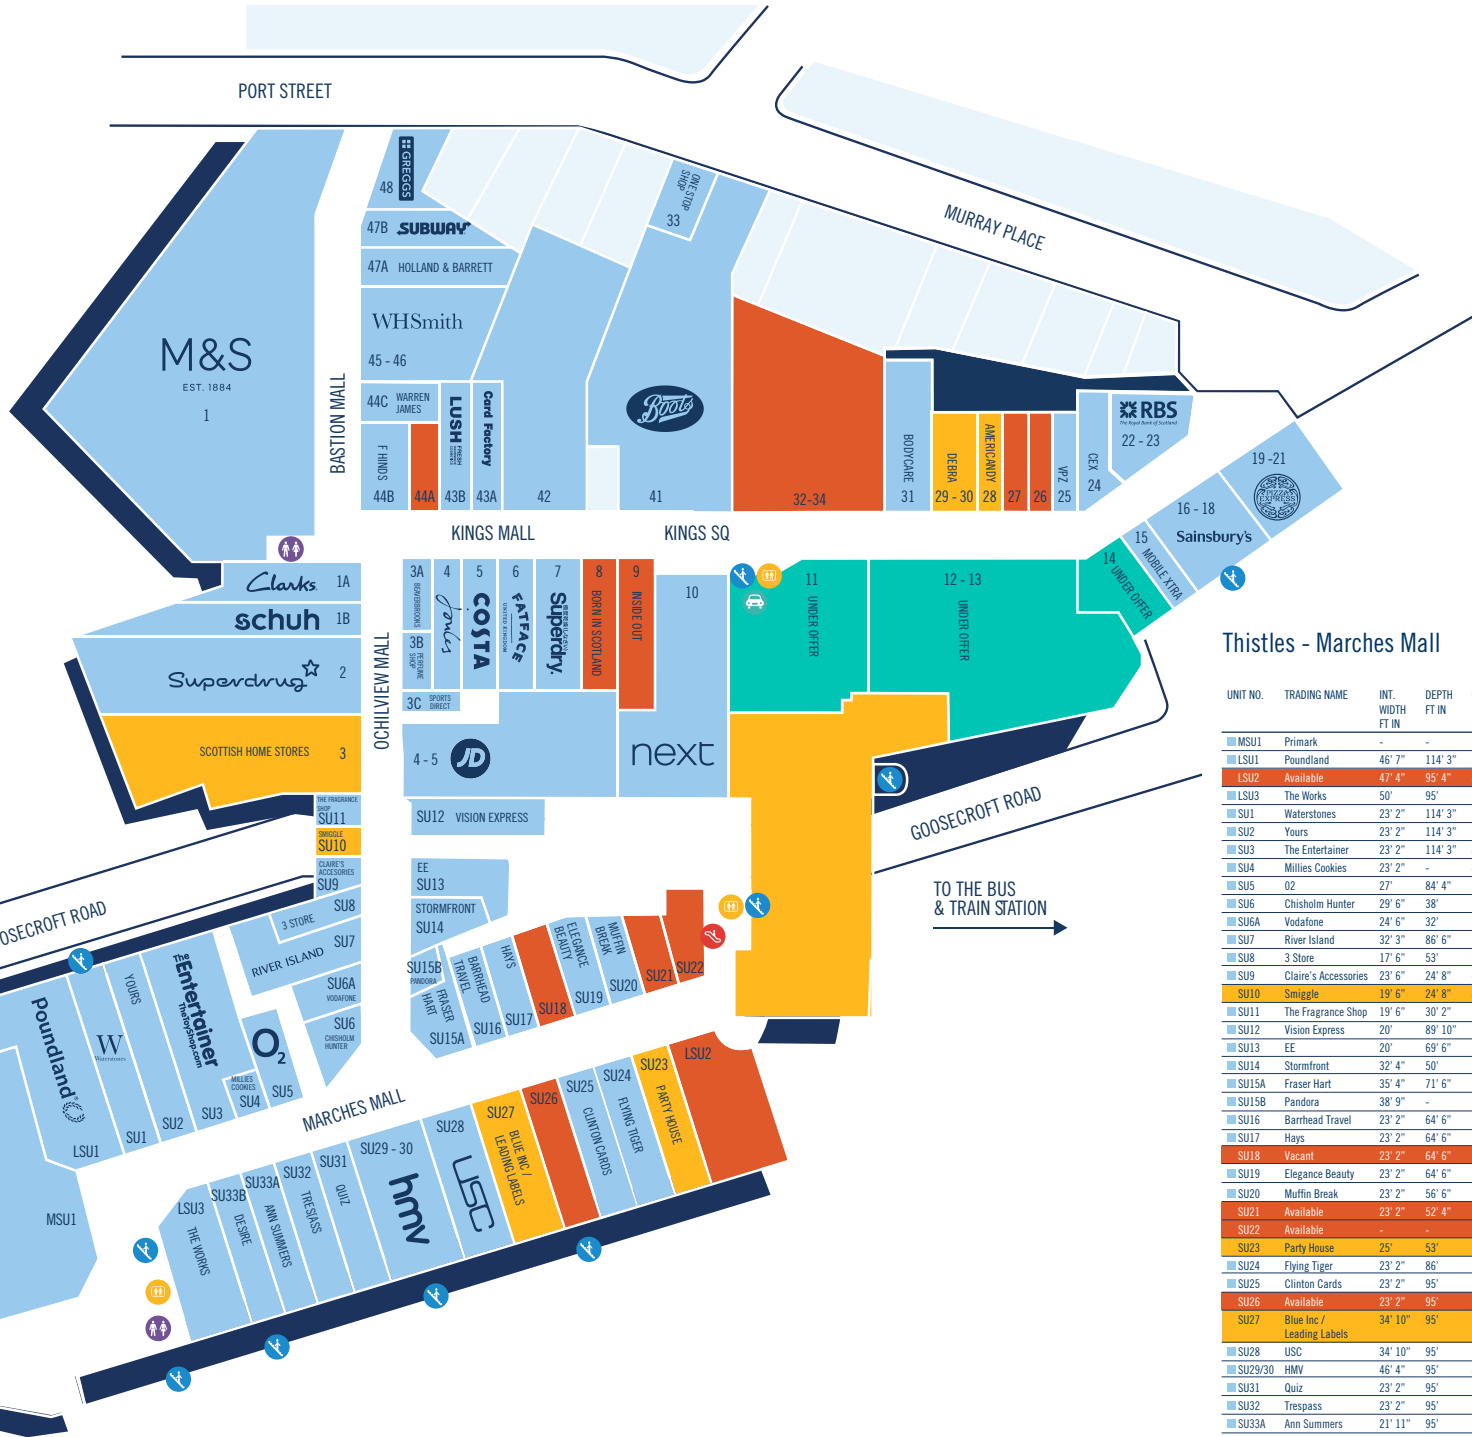 PORT STREET
MURRAY PLACE
48
GREGGS
47B SUBWAY
47A HOLLAND & BARRETT
WHSmith
45 - 46
44C WARREN
JAMES
F HINDS
44B
44A
LUSH
FRESH
43B
Card Factory
43A
42
ONE STOP
SHOP
33
Boots
41
32-34
BODYCARE
31
DEBRA
29 - 30
AMERICANDY
28
27
26
VPZ
25
CEX
24
RBS
The Royal Bank of Scotland
22 - 23
19 -21
PIZZA
EXPRESS
16 - 18
Sainsbury's
15
MOBILE XTRA
14
UNDER OFFER
M&S
EST. 1884
1
BASTION MALL
KINGS MALL
KINGS SQ
Clarks 1A
schuh 1B
Superdrug 2
SCOTTISH HOME STORES 3
OCHILVIEW MALL
3A
BEAVERBROOKS
3B
PERFUME
SHOP
3C SPORTS
DIRECT
4
Joules
5
COSTA
6
FATFACE
UNITED KINGDOM
7
Superdry.
8
BORN IN SCOTLAND
9
INSIDE OUT
10
next
11
UNDER OFFER
12 - 13
UNDER OFFER
4 - 5 JD
THE FRAGRANCE
SHOP
SU11
SMIGGLE
SU10
CLAIRE'S
ACCESORIES
SU9
SU12 VISION EXPRESS
EE
SU13
STORMFRONT
SU14
SU15B
PANDORA
FRASER
HART
SU15A
BARRHEAD
TRAVEL
SU16
HAYS
SU17
SU18
ELEGANCE
BEAUTY
SU19
MUFFIN
BREAK
SU20
SU21
SU22
GOOSECROFT ROAD
TO THE BUS
& TRAIN STATION
OSECROFT ROAD
SU8
3 STORE
SU7
RIVER ISLAND
SU6A
VODAFONE
SU6
CHISHOLM
HUNTER
O2
SU5
MILLIES
COOKIES
SU4
The Entertainer
TheToyShop.com
SU3
YOURS
SU2
W
Waterstones
SU1
Poundland
LSU1
MSU1
MARCHES MALL
LSU3
THE WORKS
SU33B
DESIRE
SU33A
ANN SUMMERS
SU32
TRES/ASS
SU31
QUIZ
SU29 - 30
hmv
SU28
USC
SU27
BLUE INC /
LEADING LABELS
SU26
SU25
CLINTON CARDS
SU24
FLYING TIGER
SU23
PARTY HOUSE
LSU2
Thistles - Marches Mall
UNIT NO. TRADING NAME INT. DEPTH
WIDTH FT IN
FT IN
MSU1 Primark - -
LSU1 Poundland 46' 7" 114' 3"
LSU2 Available 47' 4" 95' 4"
LSU3 The Works 50' 95'
SU1 Waterstones 23' 2" 114' 3"
SU2 Yours 23' 2" 114' 3"
SU3 The Entertainer 23' 2" 114' 3"
SU4 Millies Cookies 23' 2" -
SU5 02 27' 84' 4"
SU6 Chisholm Hunter 29' 6" 38'
SU6A Vodafone 24' 6" 32'
SU7 River Island 32' 3" 86' 6"
SU8 3 Store 17' 6" 53'
SU9 Claire's Accessories 23' 6" 24' 8"
SU10 Smiggle 19' 6" 24' 8"
SU11 The Fragrance Shop 19' 6" 30' 2"
SU12 Vision Express 20' 89' 10"
SU13 EE 20' 69' 6"
SU14 Stormfront 32' 4" 50'
SU15A Fraser Hart 35' 4" 71' 6"
SU15B Pandora 38' 9" -
SU16 Barrhead Travel 23' 2" 64' 6"
SU17 Hays 23' 2" 64' 6"
SU18 Vacant 23' 2" 64' 6"
SU19 Elegance Beauty 23' 2" 64' 6"
SU20 Muffin Break 23' 2" 56' 6"
SU21 Available 23' 2" 52' 4"
SU22 Available - -
SU23 Party House 25' 53'
SU24 Flying Tiger 23' 2" 86'
SU25 Clinton Cards 23' 2" 95'
SU26 Available 23' 2" 95'
SU27 Blue Inc / 34' 10" 95'
Leading Labels
SU28 USC 34' 10" 95'
SU29/30 HMV 46' 4" 95'
SU31 Quiz 23' 2" 95'
SU32 Trespass 23' 2" 95'
SU33A Ann Summers 21' 11" 95'